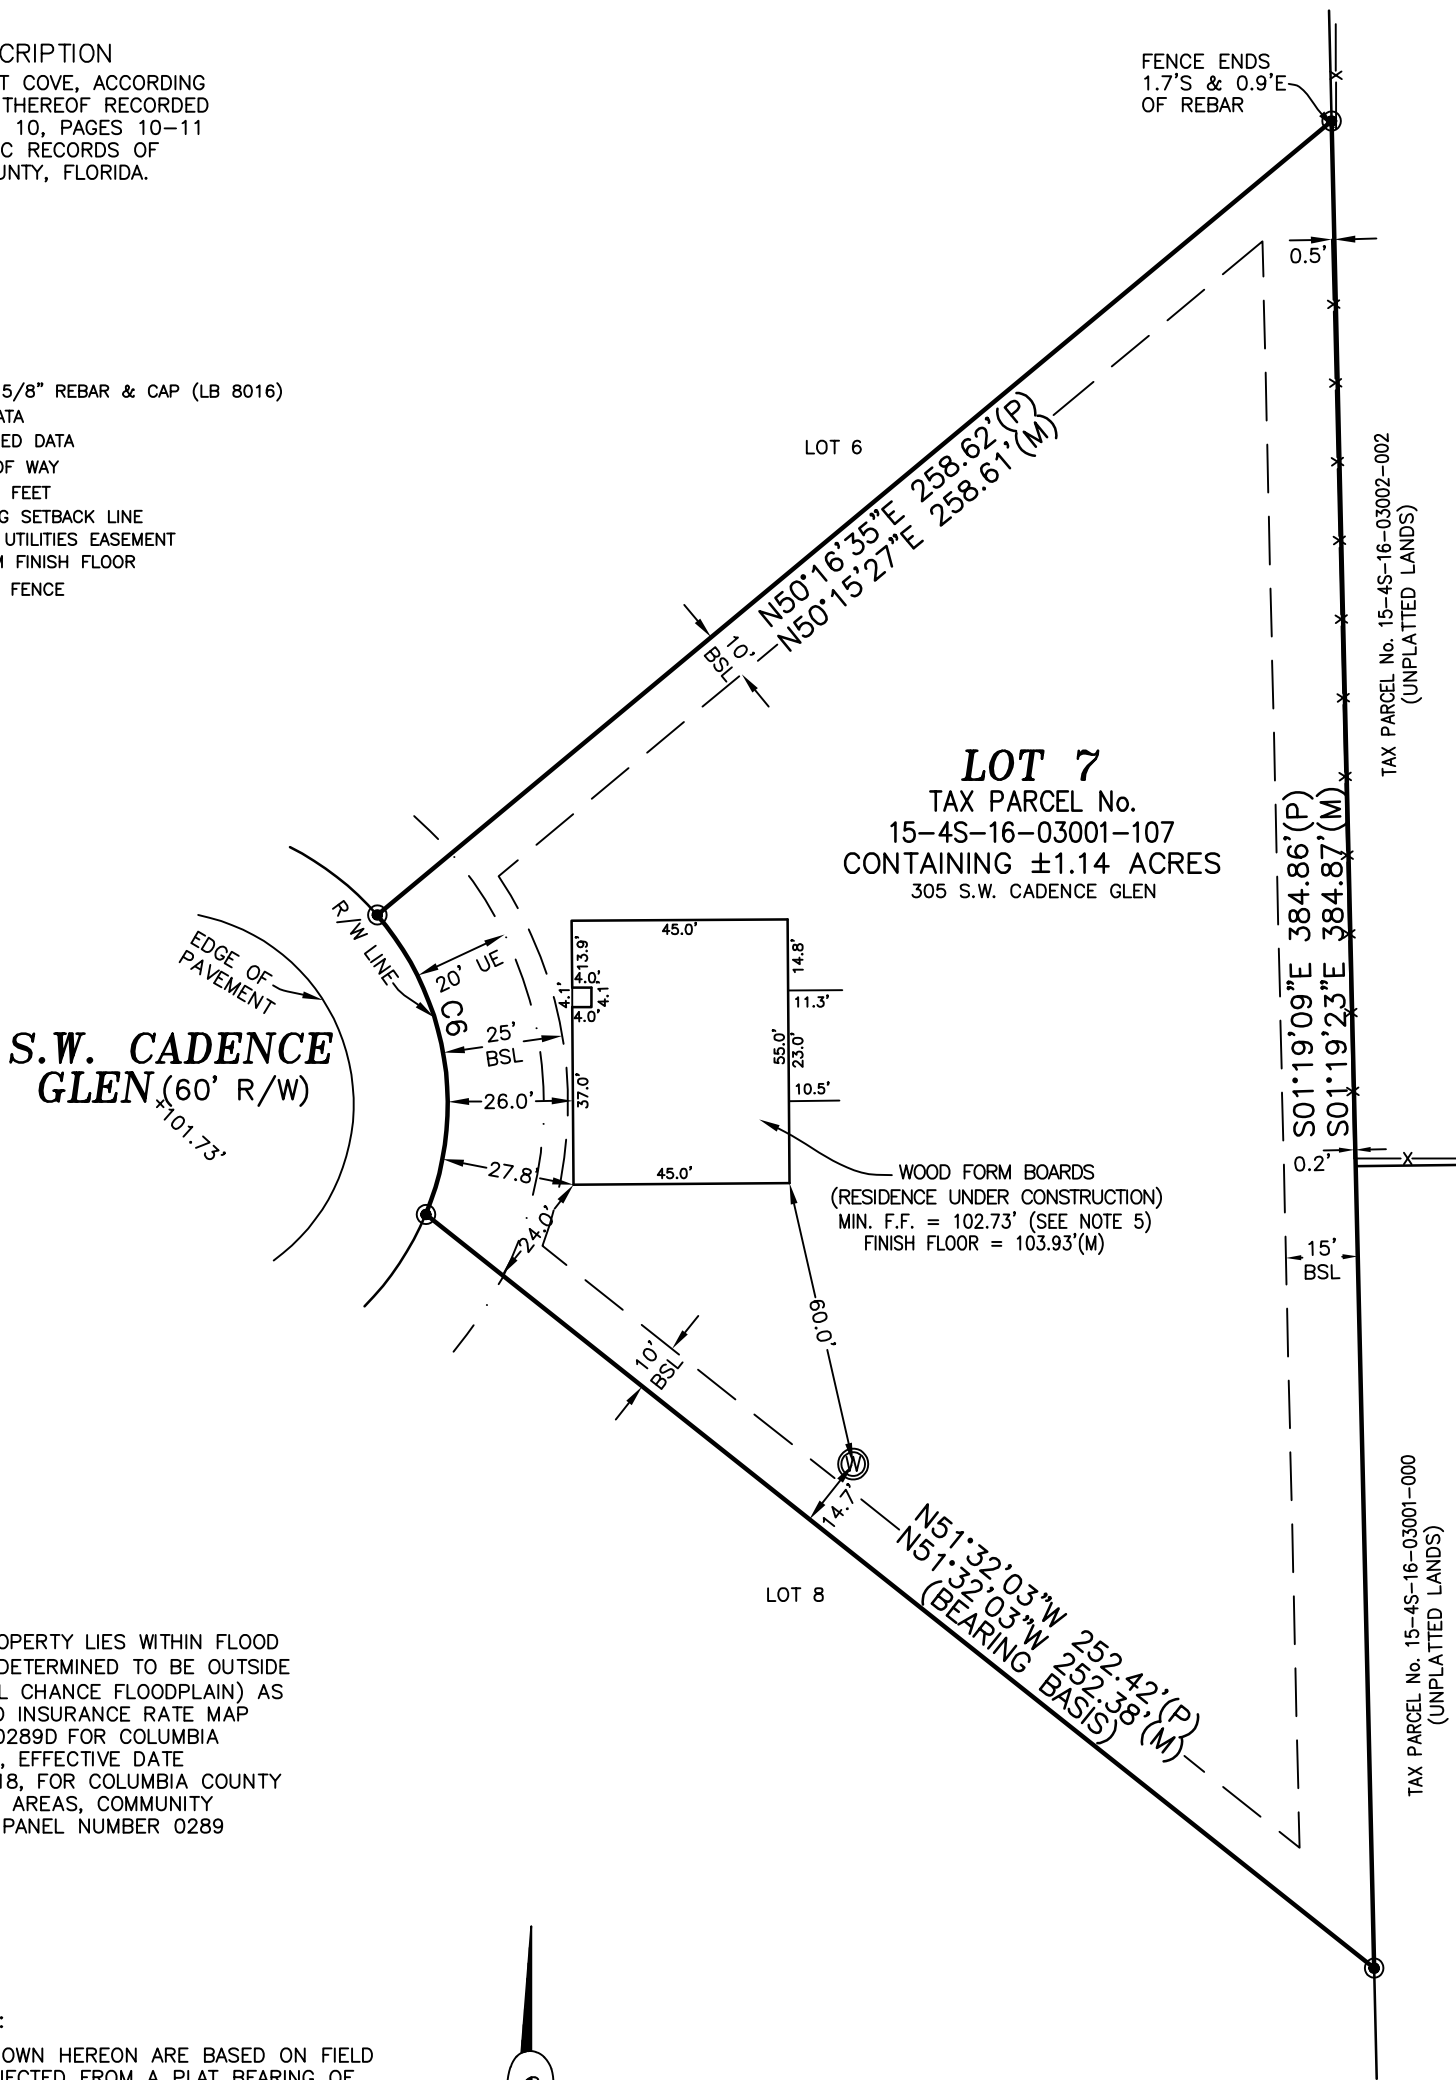 CRIPTION
T COVE, ACCORDING
THEREOF RECORDED
10, PAGES 10-11
C RECORDS OF
UNTY, FLORIDA.
FENCE ENDS
1.7'S & 0.9'E
OF REBAR
0.5'
5/8" REBAR & CAP (LB 8016)
ATA
ED DATA
OF WAY
FEET
G SETBACK LINE
UTILITIES EASEMENT
M FINISH FLOOR
FENCE
LOT 6
N50°16'35"E 258.62'(P)
N50°15'27"E 258.61'(M)
10'
BSL
TAX PARCEL No. 15-4S-16-03002-002
(UNPLATTED LANDS)
LOT 7
TAX PARCEL No.
15-4S-16-03001-107
CONTAINING ±1.14 ACRES
305 S.W. CADENCE GLEN
S01°19'09"E 384.86'(P)
S01°19'23"E 384.87'(M)
R/W LINE
EDGE OF
PAVEMENT
20' UE
C6
25'
BSL
S.W. CADENCE
GLEN (60' R/W)
+101.73'
26.0'
27.8'
24.0'
45.0'
13.9'
4.0'
4.1'
4.1'
4.0'
37.0'
14.8'
11.3'
55.0'
23.0'
10.5'
45.0'
WOOD FORM BOARDS
(RESIDENCE UNDER CONSTRUCTION)
MIN. F.F. = 102.73' (SEE NOTE 5)
FINISH FLOOR = 103.93'(M)
0.2'
X
15'
BSL
60.0'
10'
BSL
W
14.7'
N51°32'03"W 252.42'(P)
N51°32'03"W 252.38'(M)
(BEARING BASIS)
LOT 8
TAX PARCEL No. 15-4S-16-03001-000
(UNPLATTED LANDS)
OPERTY LIES WITHIN FLOOD
DETERMINED TO BE OUTSIDE
L CHANCE FLOODPLAIN) AS
D INSURANCE RATE MAP
0289D FOR COLUMBIA
, EFFECTIVE DATE
18, FOR COLUMBIA COUNTY
AREAS, COMMUNITY
PANEL NUMBER 0289
:
OWN HEREON ARE BASED ON FIELD
JECTED FROM A PLAT BEARING OF